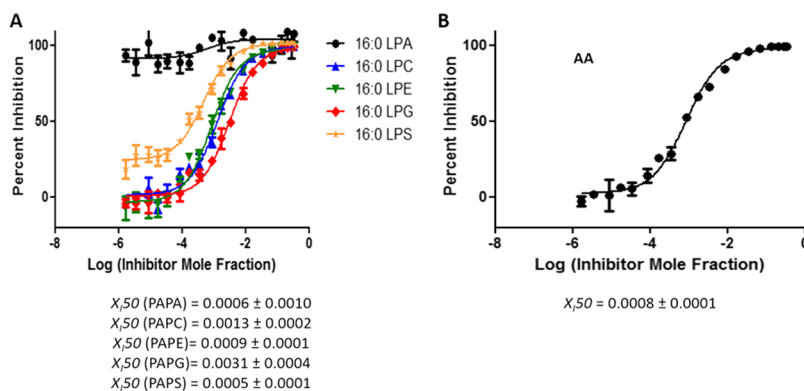 A
100
50
0
Percent Inhibition
-8
-6
-4
-2
0
Log (Inhibitor Mole Fraction)
16:0 LPA
16:0 LPC
16:0 LPE
16:0 LPG
16:0 LPS
XI50 (PAPA) = 0.0006 ± 0.0010
XI50 (PAPC) = 0.0013 ± 0.0002
XI50 (PAPE)= 0.0009 ± 0.0001
XI50 (PAPG)= 0.0031 ± 0.0004
XI50 (PAPS)= 0.0005 ± 0.0001
B
AA
100
50
0
Percent Inhibition
-8
-6
-4
-2
0
Log (Inhibitor Mole Fraction)
XI50 = 0.0008 ± 0.0001